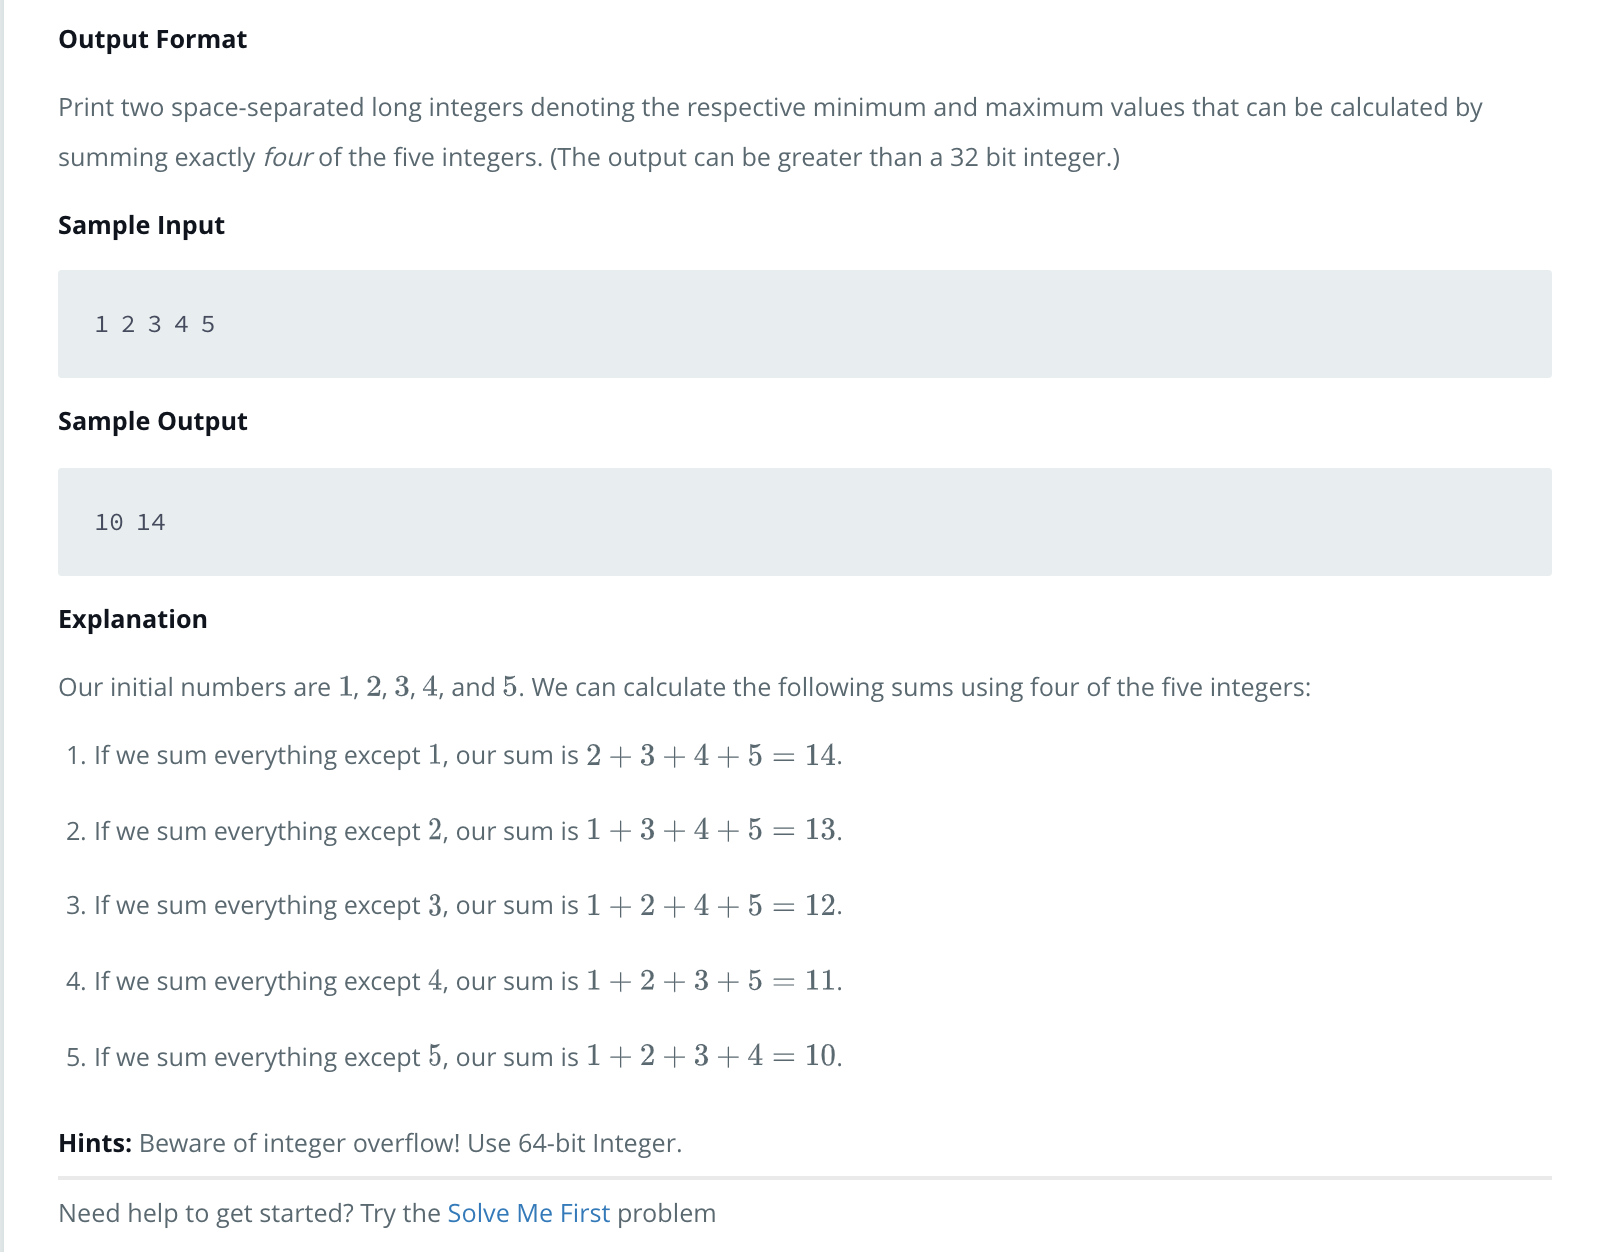 Output Format
Print two space-separated long integers denoting the respective minimum and maximum values that can be calculated by
summing exactly four of the five integers. (The output can be greater than a 32 bit integer.)
Sample Input
1 2 3 4 5
Sample Output
10 14
Explanation
Our initial numbers are 1, 2, 3, 4, and 5. We can calculate the following sums using four of the five integers:
1. If we sum everything except 1, our sum is 2 + 3 + 4 + 5 = 14.
2. If we sum everything except 2, our sum is 1 + 3 + 4 + 5 = 13.
3. If we sum everything except 3, our sum is 1 + 2 + 4 + 5 = 12.
4. If we sum everything except 4, our sum is 1 + 2 + 3 + 5 = 11.
5. If we sum everything except 5, our sum is 1 + 2 + 3 + 4 = 10.
Hints: Beware of integer overflow! Use 64-bit Integer.
Need help to get started? Try the Solve Me First problem